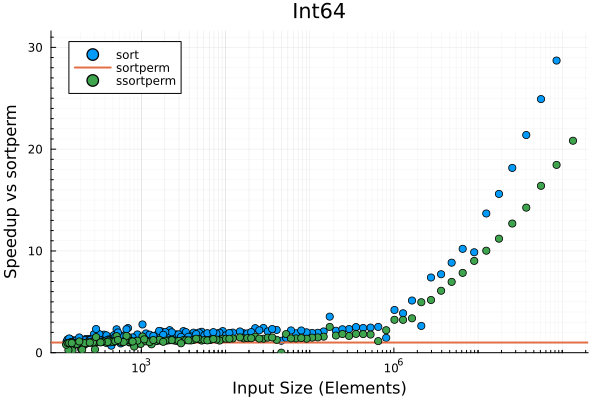 Int64
Speedup vs sortperm
30
20
10
0
sort
sortperm
ssortperm
10³
10⁶
Input Size (Elements)